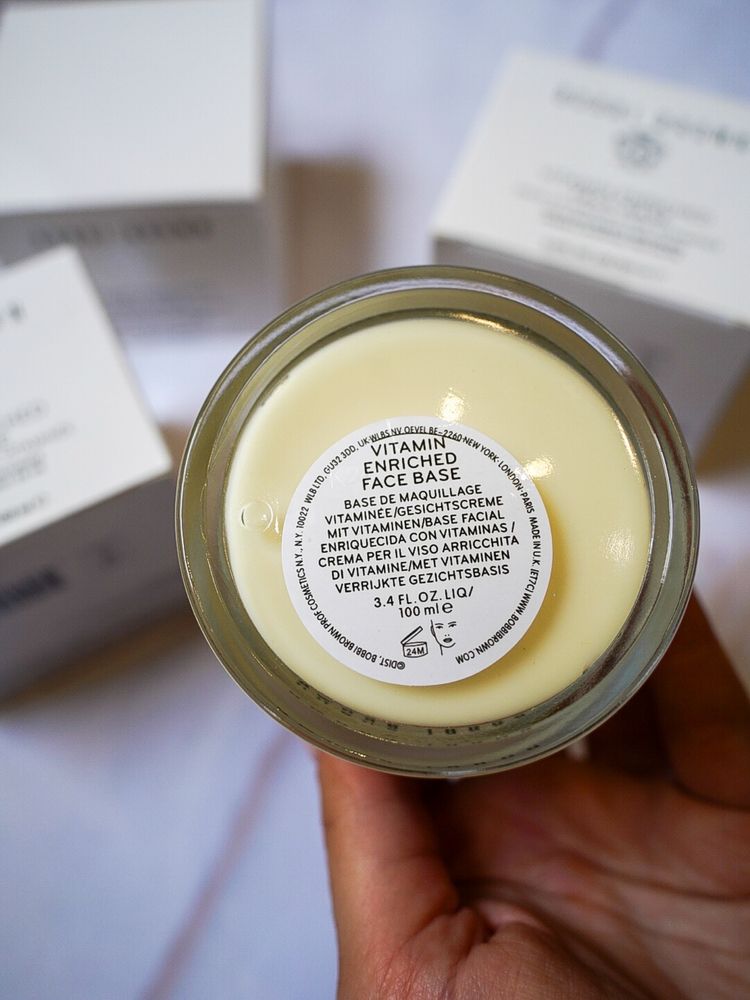 VITAMIN
ENRICHED
FACE BASE
BASE DE MAQUILLAGE
VITAMINÉE/GESICHTSCREME
MIT VITAMINEN/BASE FACIAL
ENRIQUECIDA CON VITAMINAS /
CREMA PER IL VISO ARRICCHITA
DI VITAMINE/MET VITAMINEN
VERRIJKTE GEZICHTSBASIS
3.4 FL. OZ. LIQ/
100 ml ℮
24M
©DIST. BOBBI BROWN PROF COSMETICS N.Y., N.Y. 10022 WLB LTD, GU32 3DD, UK·WLBS NV OEVEL BE-2260·NEW YORK·LONDON·PARIS MADE IN U.K. (ETC) WWW.BOBBIBROWN.COM